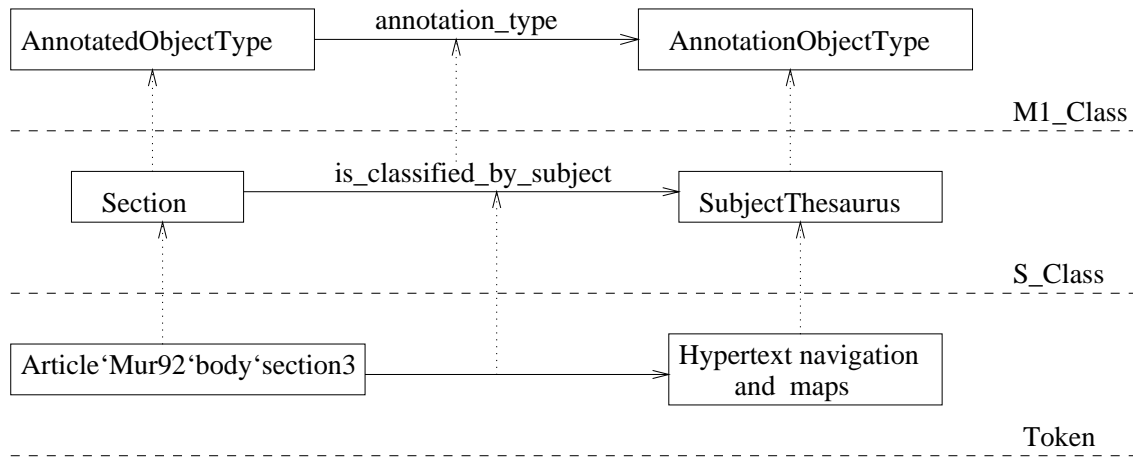 annotation_type
AnnotatedObjectType
AnnotationObjectType
M1_Class
is_classified_by_subject
Section
SubjectThesaurus
S_Class
Article‘Mur92‘body‘section3
Hypertext navigation
and maps
Token